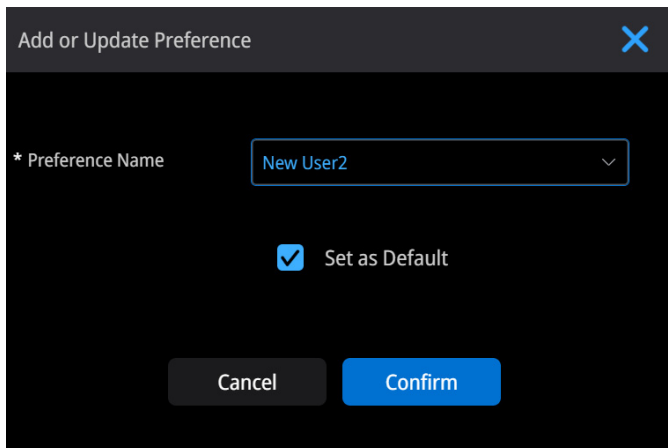 Add or Update Preference
* Preference Name
New User2
Set as Default
Cancel
Confirm